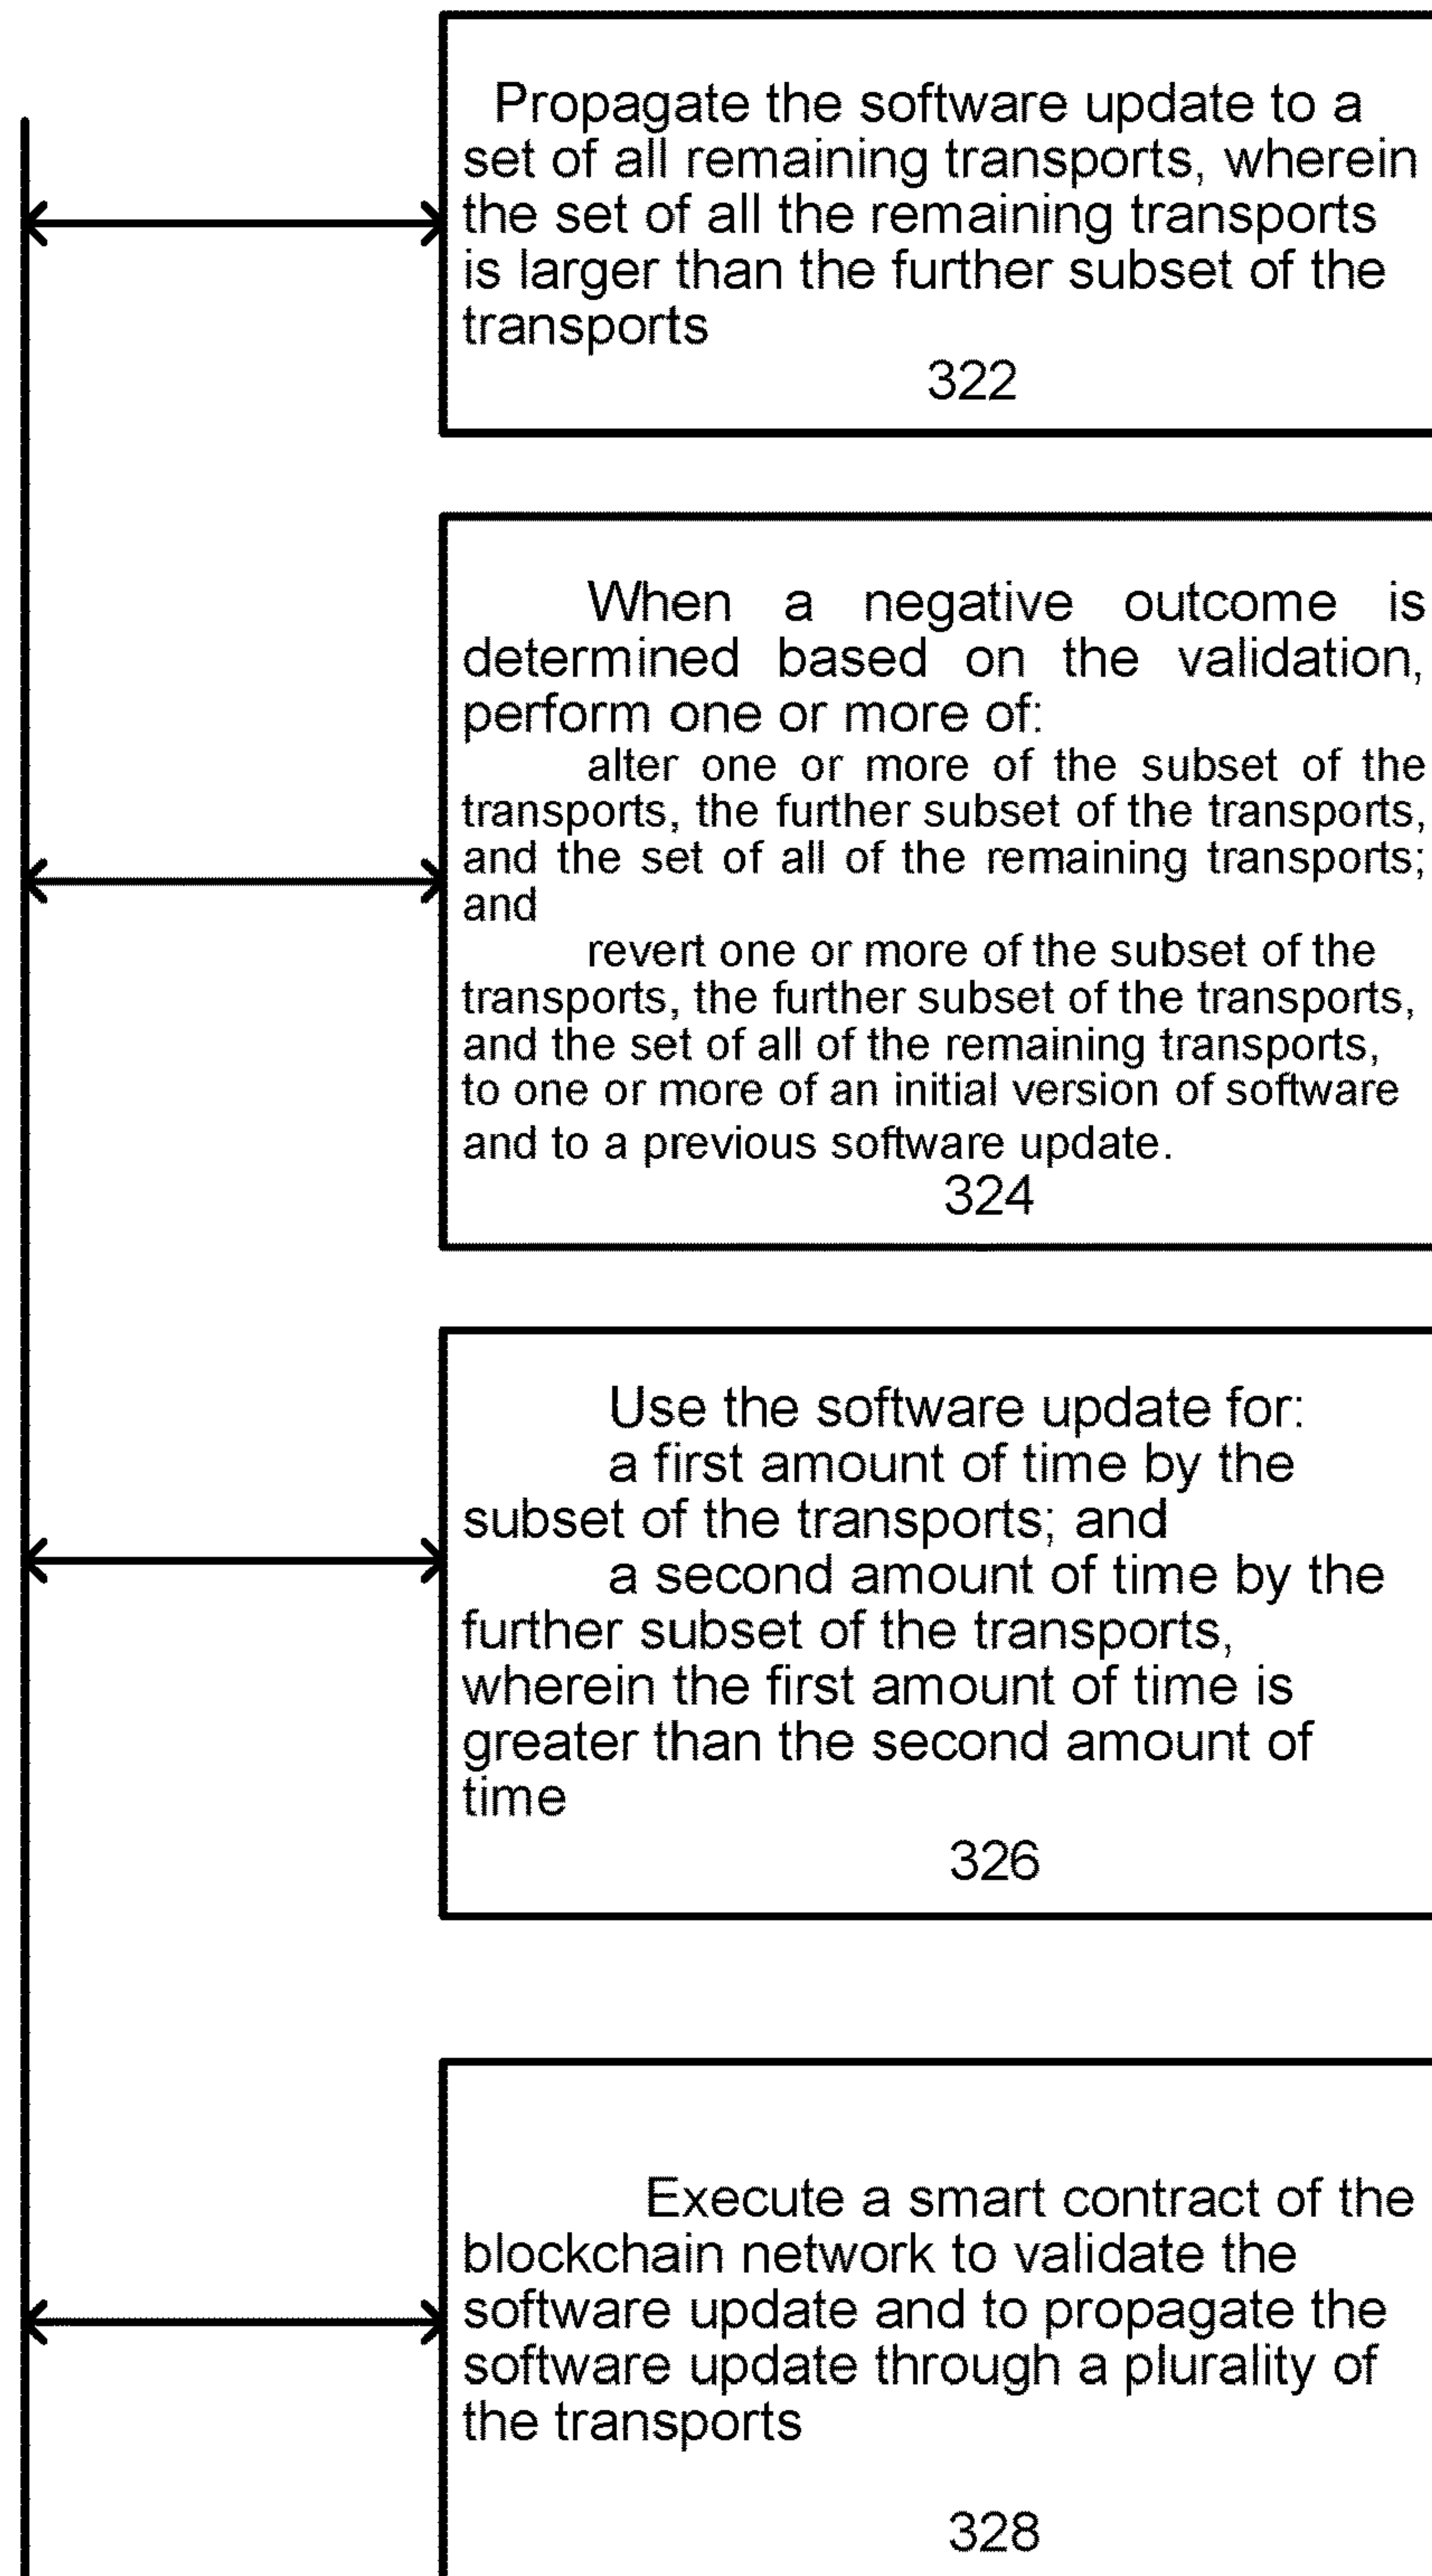 Propagate the software update to a
set of all remaining transports, wherein
the set of all the remaining transports
is larger than the further subset of the
transports
322
When a negative outcome is
determined based on the validation,
perform one or more of:
alter one or more of the subset of the
transports, the further subset of the transports,
and the set of all of the remaining transports;
and
revert one or more of the subset of the
transports, the further subset of the transports,
and the set of all of the remaining transports,
to one or more of an initial version of software
and to a previous software update.
324
Use the software update for:
a first amount of time by the
subset of the transports; and
a second amount of time by the
further subset of the transports,
wherein the first amount of time is
greater than the second amount of
time
326
Execute a smart contract of the
blockchain network to validate the
software update and to propagate the
software update through a plurality of
the transports
328